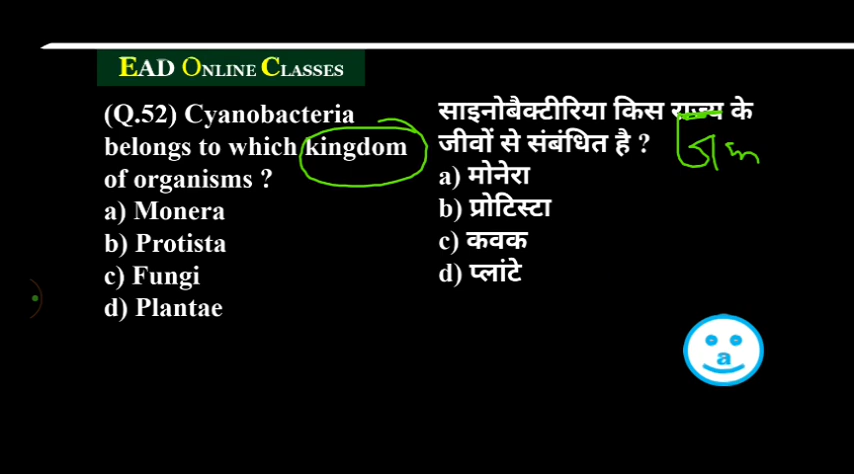 EAD ONLINE CLASSES
(Q.52) Cyanobacteria
belongs to which kingdom
of organisms ?
a) Monera
b) Protista
c) Fungi
d) Plantae
साइनोबैक्टीरिया किस राज्य के
जीवों से संबंधित है ?
a) मोनेरा
b) प्रोटिस्टा
c) कवक
d) प्लांटे
a